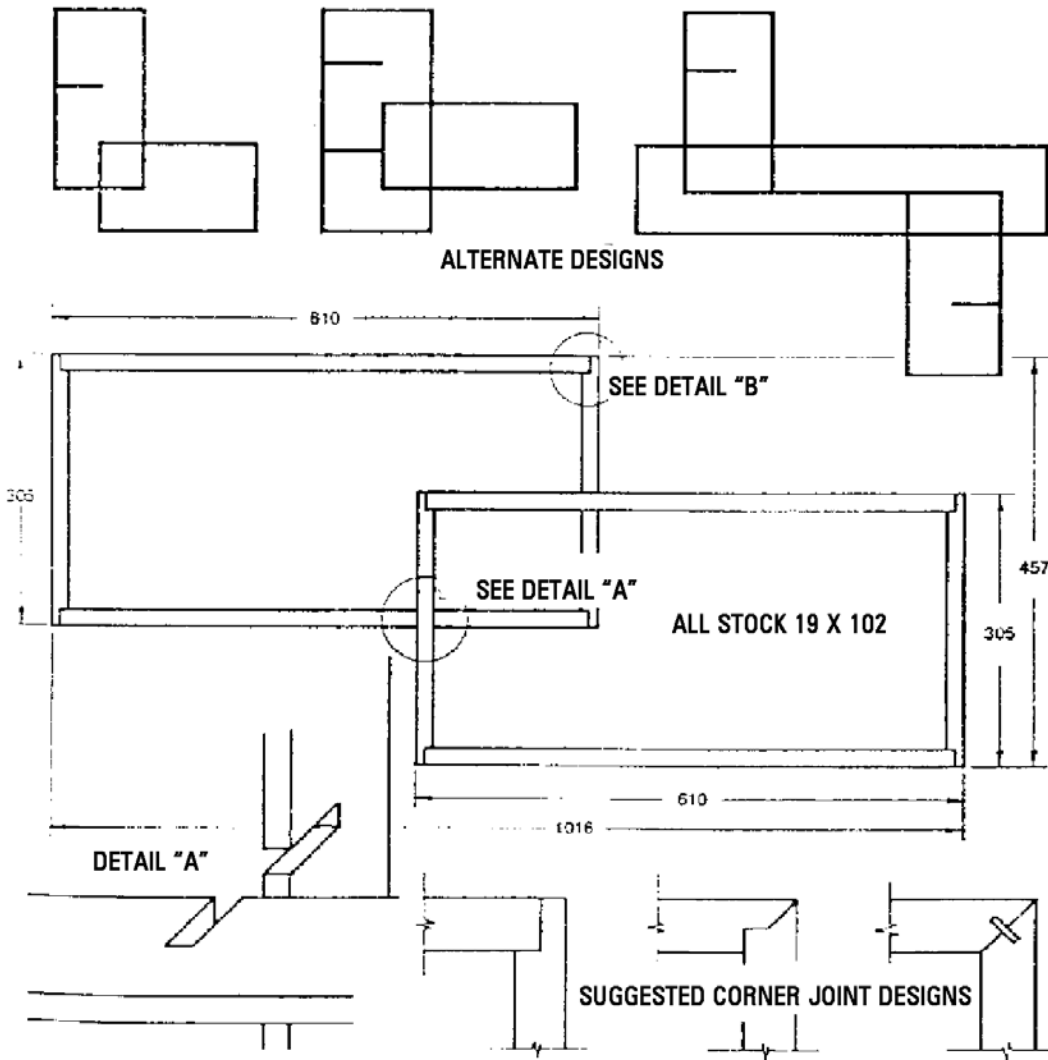 ALTERNATE DESIGNS
610
SEE DETAIL "B"
305
SEE DETAIL "A"
457
ALL STOCK 19 X 102
305
610
1016
DETAIL "A"
SUGGESTED CORNER JOINT DESIGNS